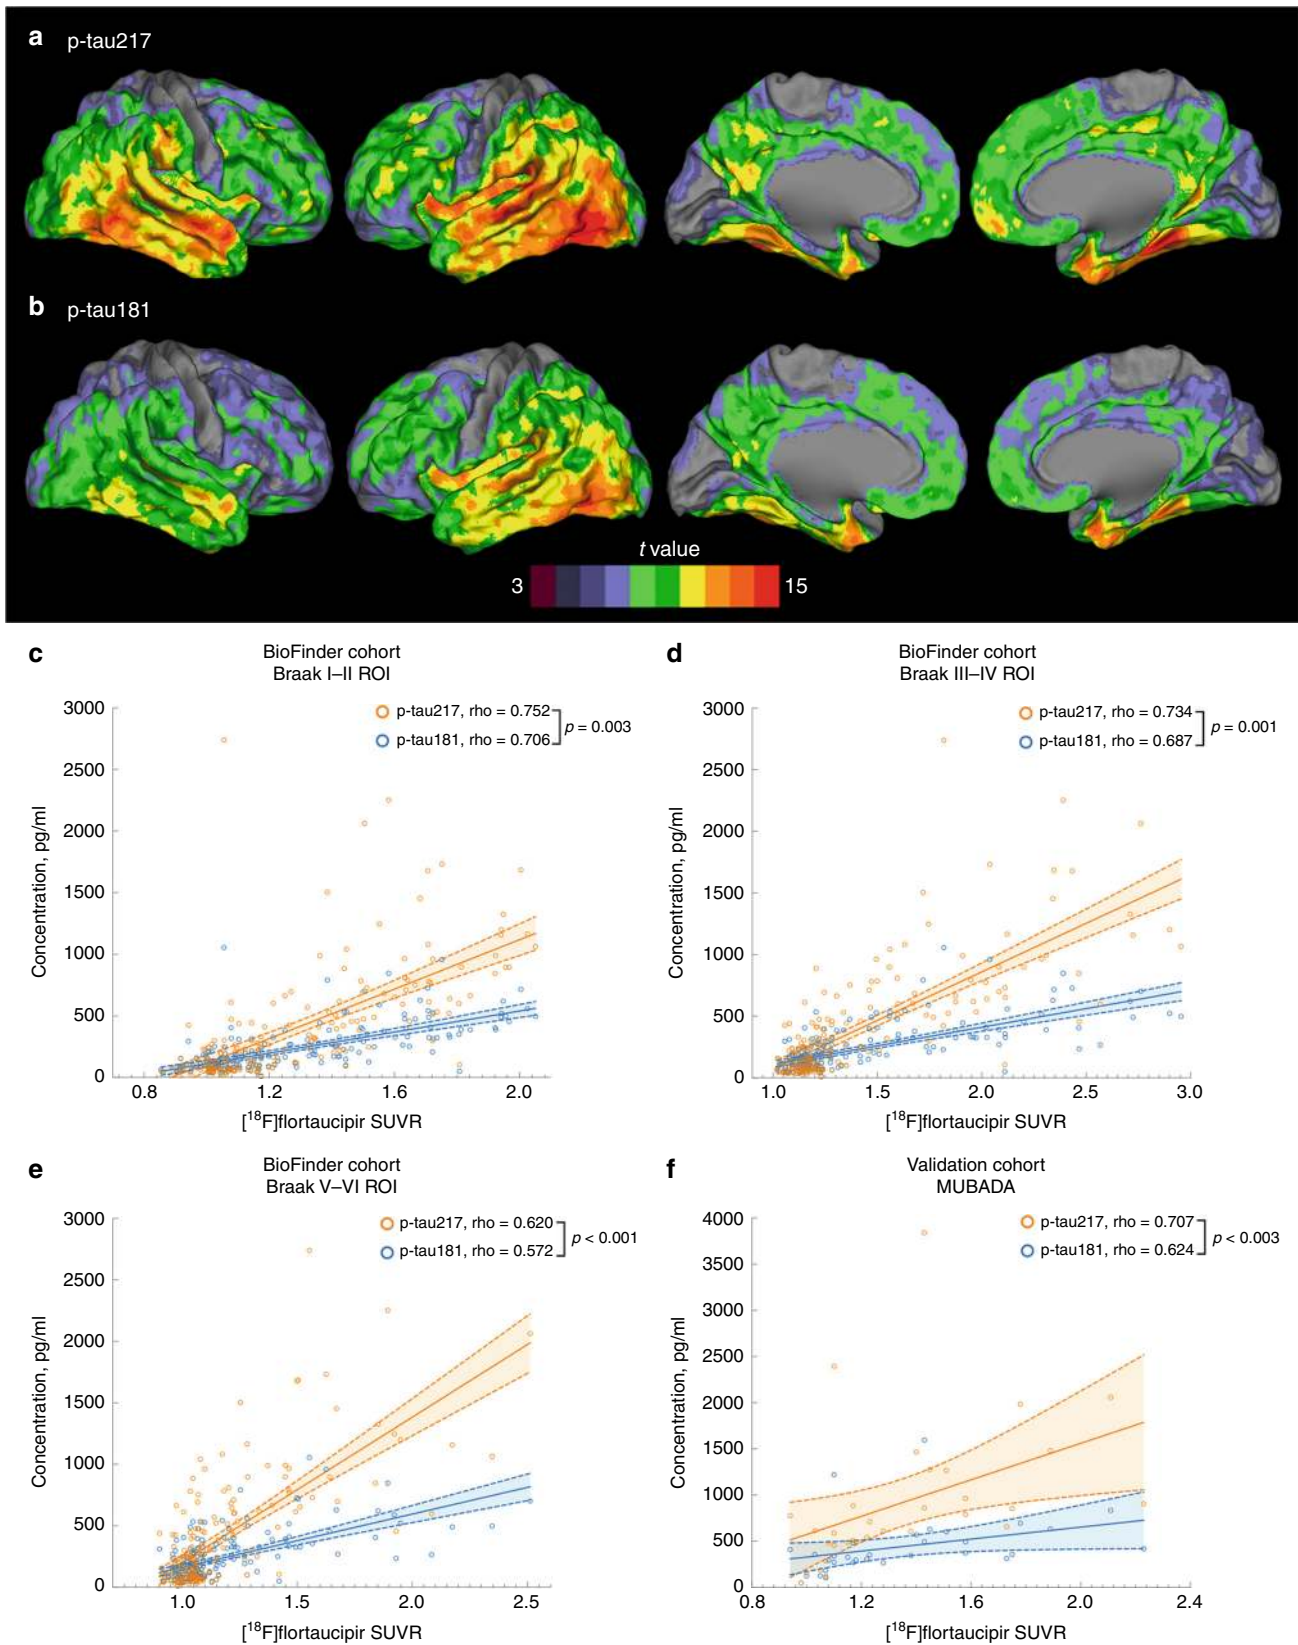 a p-tau217
b p-tau181
t value
3 15
c BioFinder cohort
Braak I–II ROI
p-tau217, rho = 0.752
p-tau181, rho = 0.706
p = 0.003
3000
2500
2000
1500
1000
500
0
Concentration, pg/ml
0.8 1.2 1.6 2.0
[18F]flortaucipir SUVR
d BioFinder cohort
Braak III–IV ROI
p-tau217, rho = 0.734
p-tau181, rho = 0.687
p = 0.001
3000
2500
2000
1500
1000
500
0
Concentration, pg/ml
1.0 1.5 2.0 2.5 3.0
[18F]flortaucipir SUVR
e BioFinder cohort
Braak V–VI ROI
p-tau217, rho = 0.620
p-tau181, rho = 0.572
p < 0.001
3000
2500
2000
1500
1000
500
0
Concentration, pg/ml
1.0 1.5 2.0 2.5
[18F]flortaucipir SUVR
f Validation cohort
MUBADA
p-tau217, rho = 0.707
p-tau181, rho = 0.624
p < 0.003
4000
3000
2500
2000
1500
1000
500
0
Concentration, pg/ml
0.8 1.2 1.6 2.0 2.4
[18F]flortaucipir SUVR